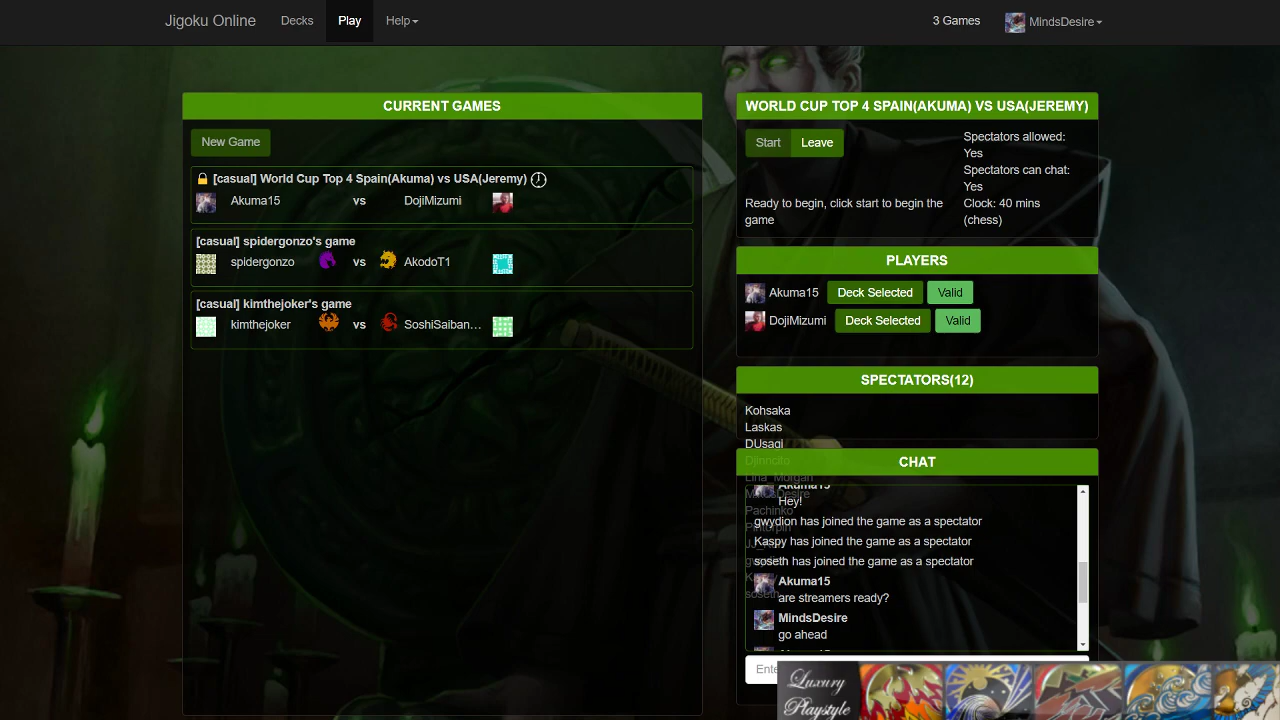 Jigoku Online Decks Play Help 3 Games MindsDesire
CURRENT GAMES
New Game
[casual] World Cup Top 4 Spain(Akuma) vs USA(Jeremy)
Akuma15 vs DojiMizumi
[casual] spidergonzo's game
spidergonzo vs AkodoT1
[casual] kimthejoker's game
kimthejoker vs SoshiSaiban...
WORLD CUP TOP 4 SPAIN(AKUMA) VS USA(JEREMY)
Start Leave
Ready to begin, click start to begin the
game
Spectators allowed:
Yes
Spectators can chat:
Yes
Clock: 40 mins
(chess)
PLAYERS
Akuma15 Deck Selected Valid
DojiMizumi Deck Selected Valid
SPECTATORS(12)
Kohsaka
Laskas
DUsagi
Djinncito
Lina_Morgan
MindsDesire
Pachinko
soseth
CHAT
Akuma15
Hey!
gwydion has joined the game as a spectator
Kaspy has joined the game as a spectator
soseth has joined the game as a spectator
Akuma15
are streamers ready?
MindsDesire
go ahead
Luxury
Playstyle